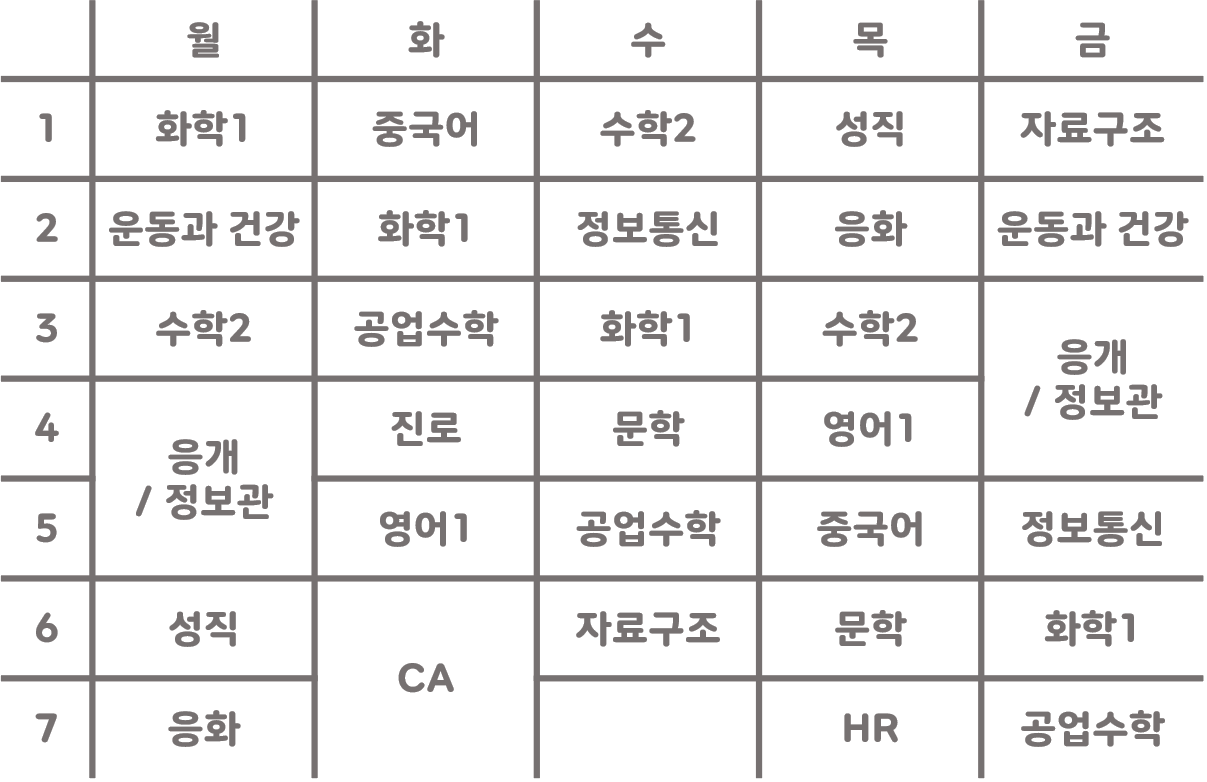 월 화 수 목 금
1 화학1 중국어 수학2 성직 자료구조
2 운동과 건강 화학1 정보통신 응화 운동과 건강
3 수학2 공업수학 화학1 수학2
응개
/ 정보관
4 진로 문학 영어1
응개
/ 정보관
5 영어1 공업수학 중국어 정보통신
6 성직 자료구조 문학 화학1
CA
7 응화 HR 공업수학